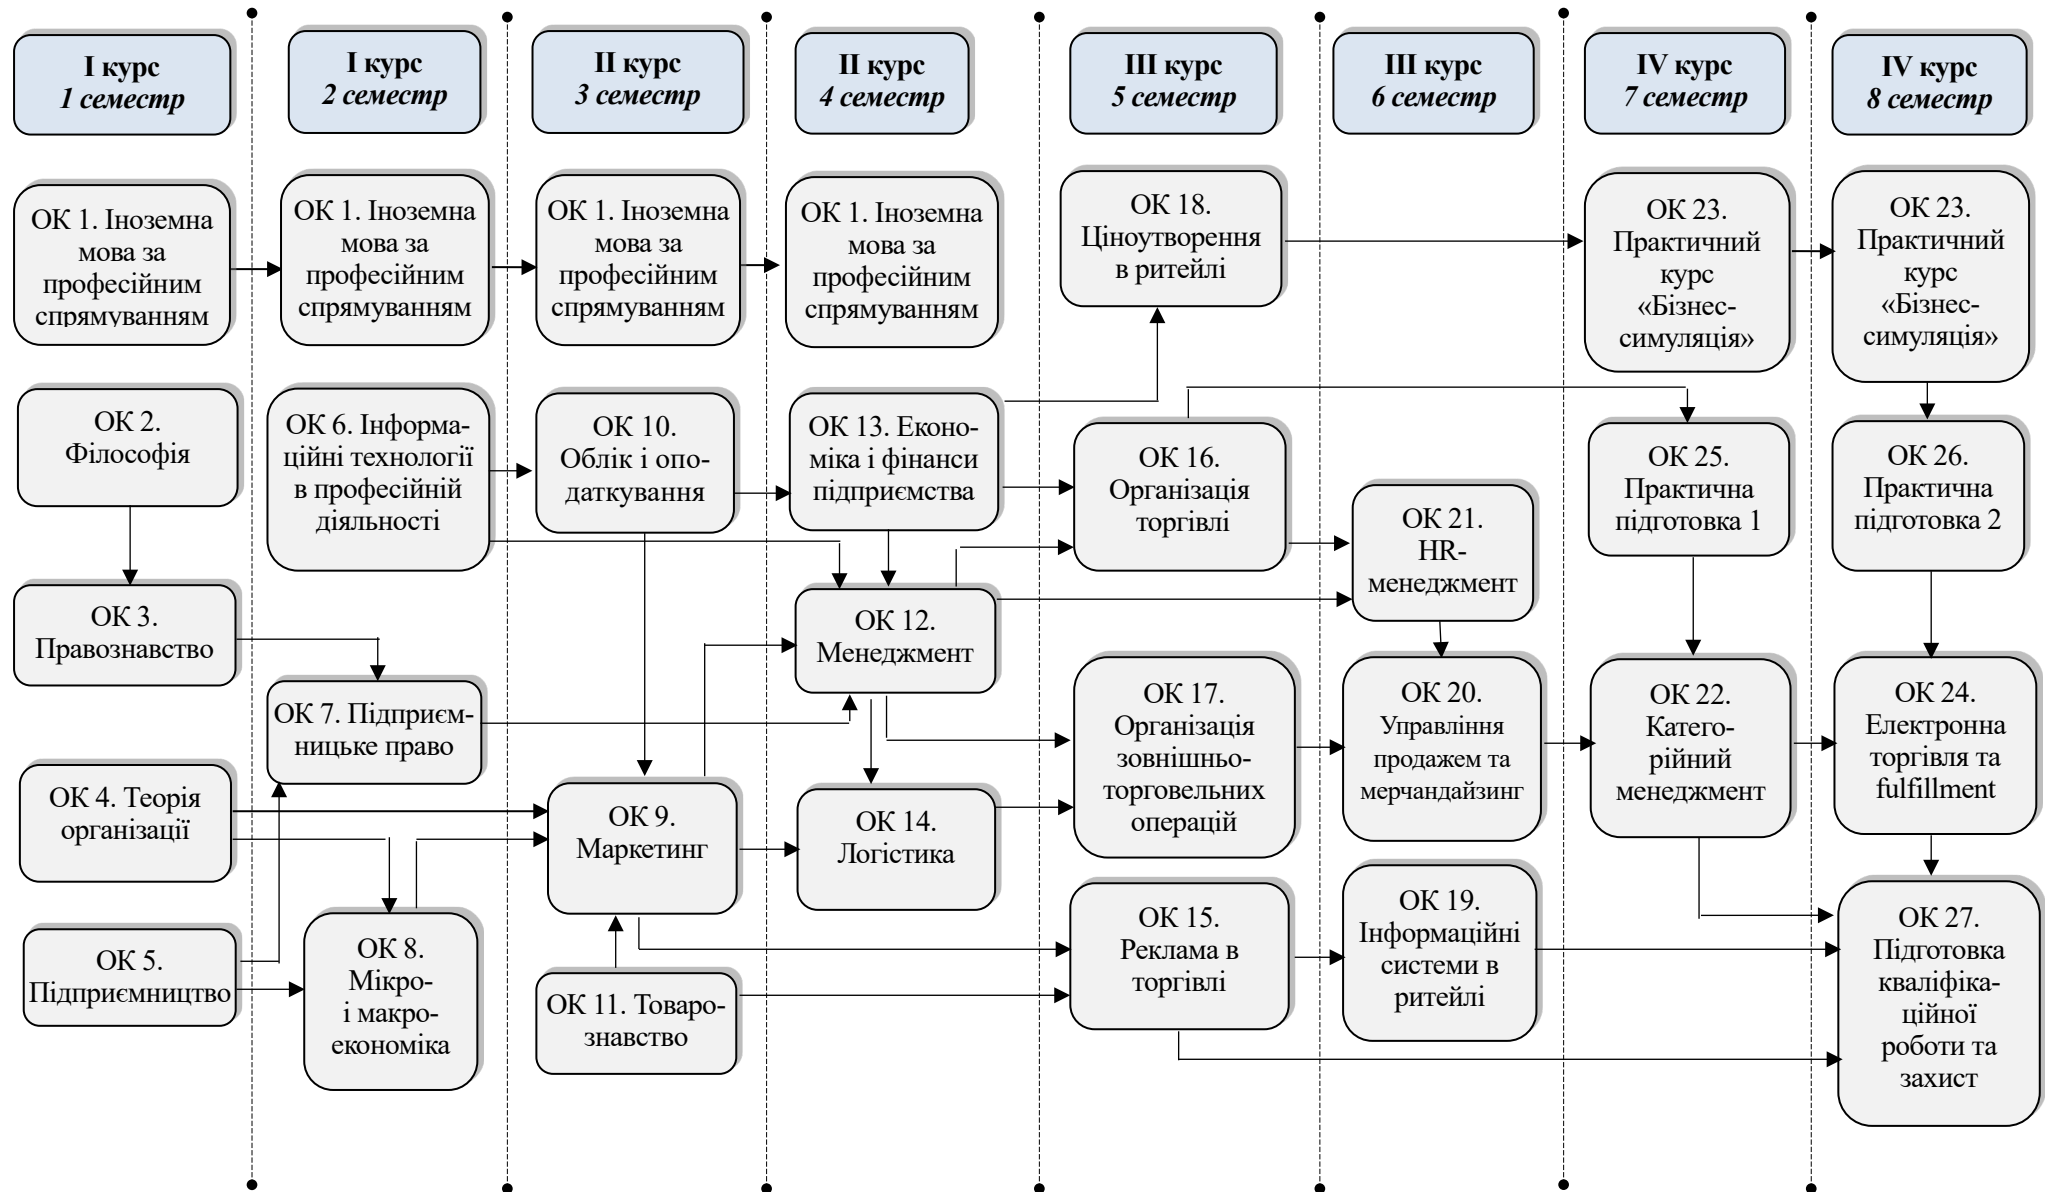 I курс
1 семестр
I курс
2 семестр
II курс
3 семестр
II курс
4 семестр
III курс
5 семестр
III курс
6 семестр
IV курс
7 семестр
IV курс
8 семестр
ОК 1. Іноземна
мова за
професійним
спрямуванням
ОК 2.
Філософія
ОК 3.
Правознавство
ОК 4. Теорія
організації
ОК 5.
Підприємництво
ОК 1. Іноземна
мова за
професійним
спрямуванням
ОК 6. Інформа-
ційні технології
в професійній
діяльності
ОК 7. Підприєм-
ницьке право
ОК 8.
Мікро-
і макро-
економіка
ОК 1. Іноземна
мова за
професійним
спрямуванням
ОК 10.
Облік і опо-
даткування
ОК 9.
Маркетинг
ОК 11. Товаро-
знавство
ОК 1. Іноземна
мова за
професійним
спрямуванням
ОК 13. Еконо-
міка і фінанси
підприємства
ОК 12.
Менеджмент
ОК 14.
Логістика
ОК 18.
Ціноутворення
в ритейлі
ОК 16.
Організація
торгівлі
ОК 17.
Організація
зовнішньо-
торговельних
операцій
ОК 15.
Реклама в
торгівлі
ОК 21.
HR-
менеджмент
ОК 20.
Управління
продажем та
мерчандайзинг
ОК 19.
Інформаційні
системи в
ритейлі
ОК 23.
Практичний
курс
«Бізнес-
симуляція»
ОК 25.
Практична
підготовка 1
ОК 22.
Катего-
рійний
менеджмент
ОК 23.
Практичний
курс
«Бізнес-
симуляція»
ОК 26.
Практична
підготовка 2
ОК 24.
Електронна
торгівля та
fulfillment
ОК 27.
Підготовка
кваліфіка-
ційної
роботи та
захист